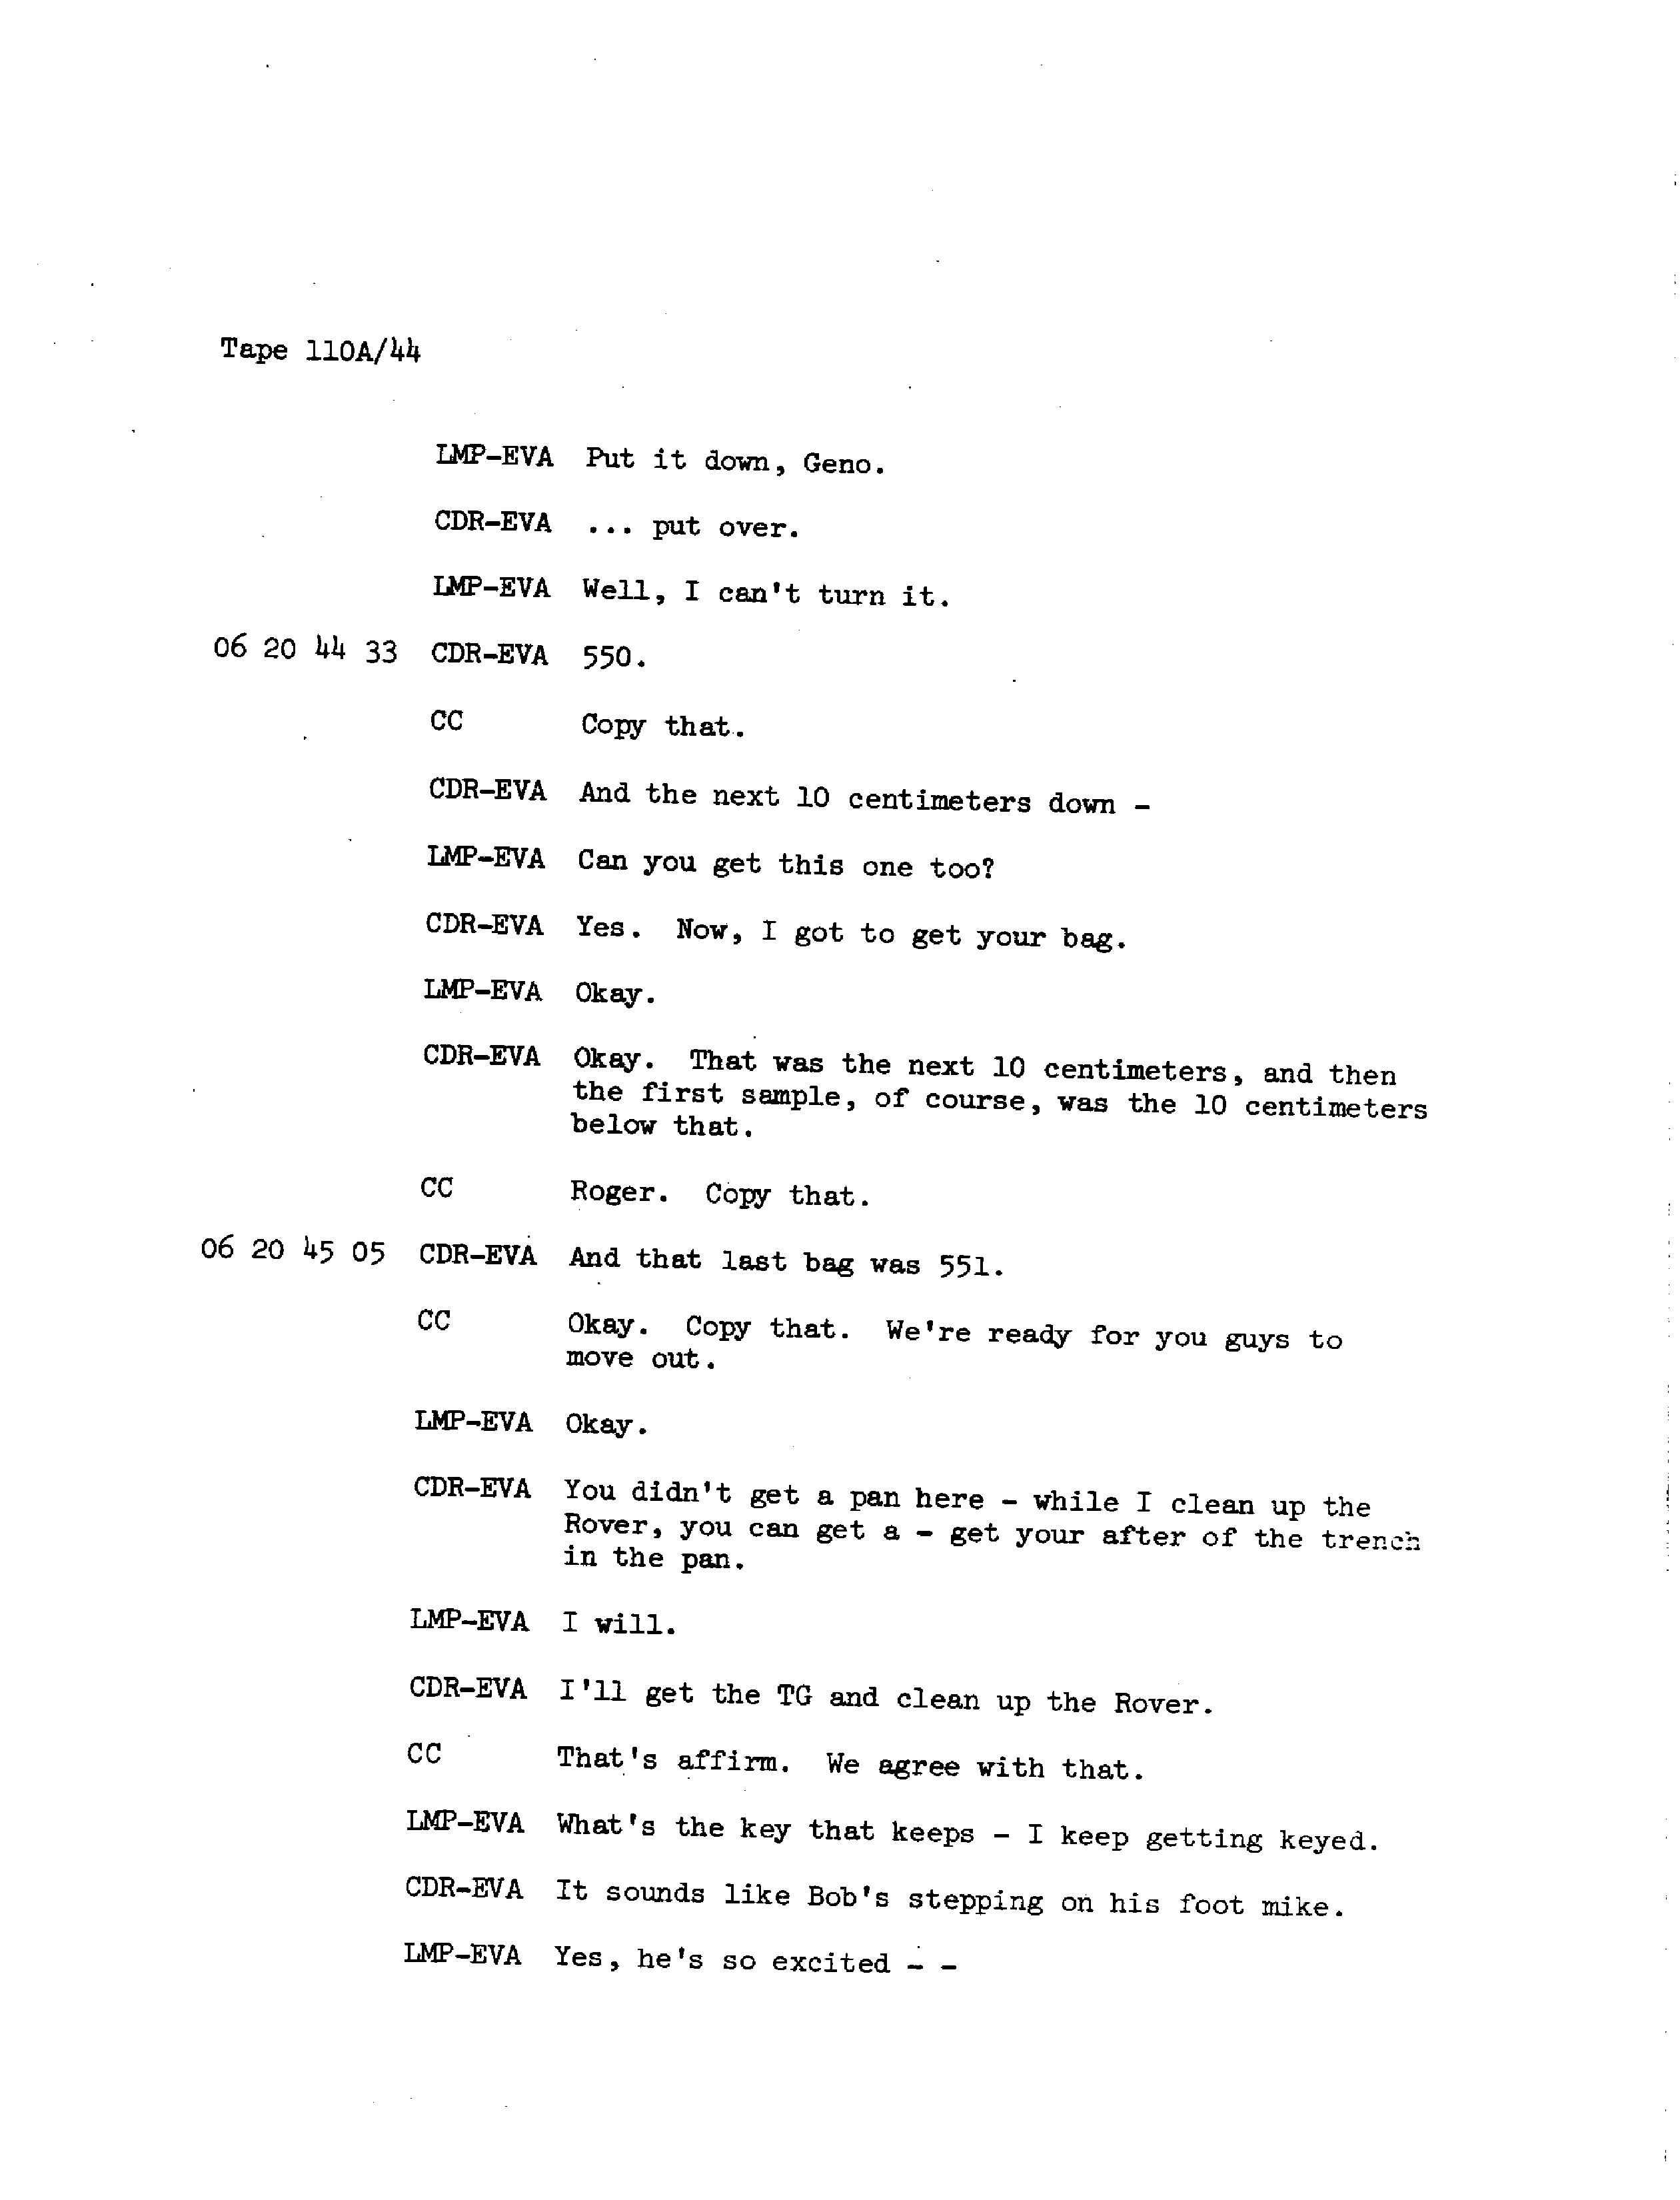 Tape 110A/44
LMP-EVA Put it down, Geno.
CDR-EVA ... put over.
LMP-EVA Well, I can't turn it.
06 20 44 33 CDR-EVA 550.
CC Copy that.
CDR-EVA And the next 10 centimeters down -
LMP-EVA Can you get this one too?
CDR-EVA Yes. Now, I got to get your bag.
LMP-EVA Okay.
CDR-EVA Okay. That was the next 10 centimeters, and then
the first sample, of course, was the 10 centimeters
below that.
CC Roger. Copy that.
06 20 45 05 CDR-EVA And that last bag was 551.
CC Okay. Copy that. We're ready for you guys to
move out.
LMP-EVA Okay.
CDR-EVA You didn't get a pan here - while I clean up the
Rover, you can get a - get your after of the trench
in the pan.
LMP-EVA I will.
CDR-EVA I'll get the TG and clean up the Rover.
CC That's affirm. We agree with that.
LMP-EVA What's the key that keeps - I keep getting keyed.
CDR-EVA It sounds like Bob's stepping on his foot mike.
LMP-EVA Yes, he's so excited - -